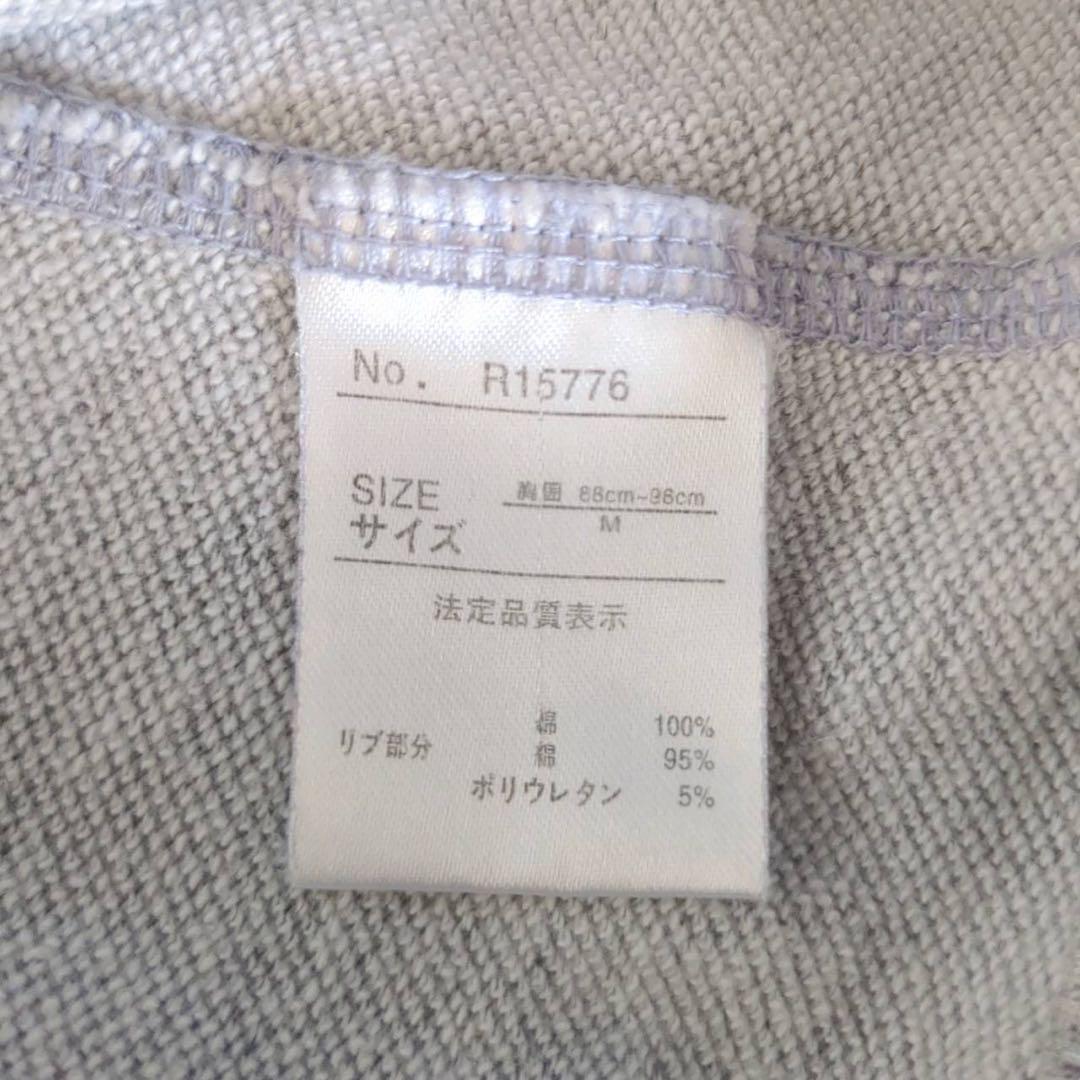 No. R15776
SIZE
サイズ
胸囲 88cm~96cm
M
法定品質表示
綿 100%
リブ部分 綿 95%
ポリウレタン 5%